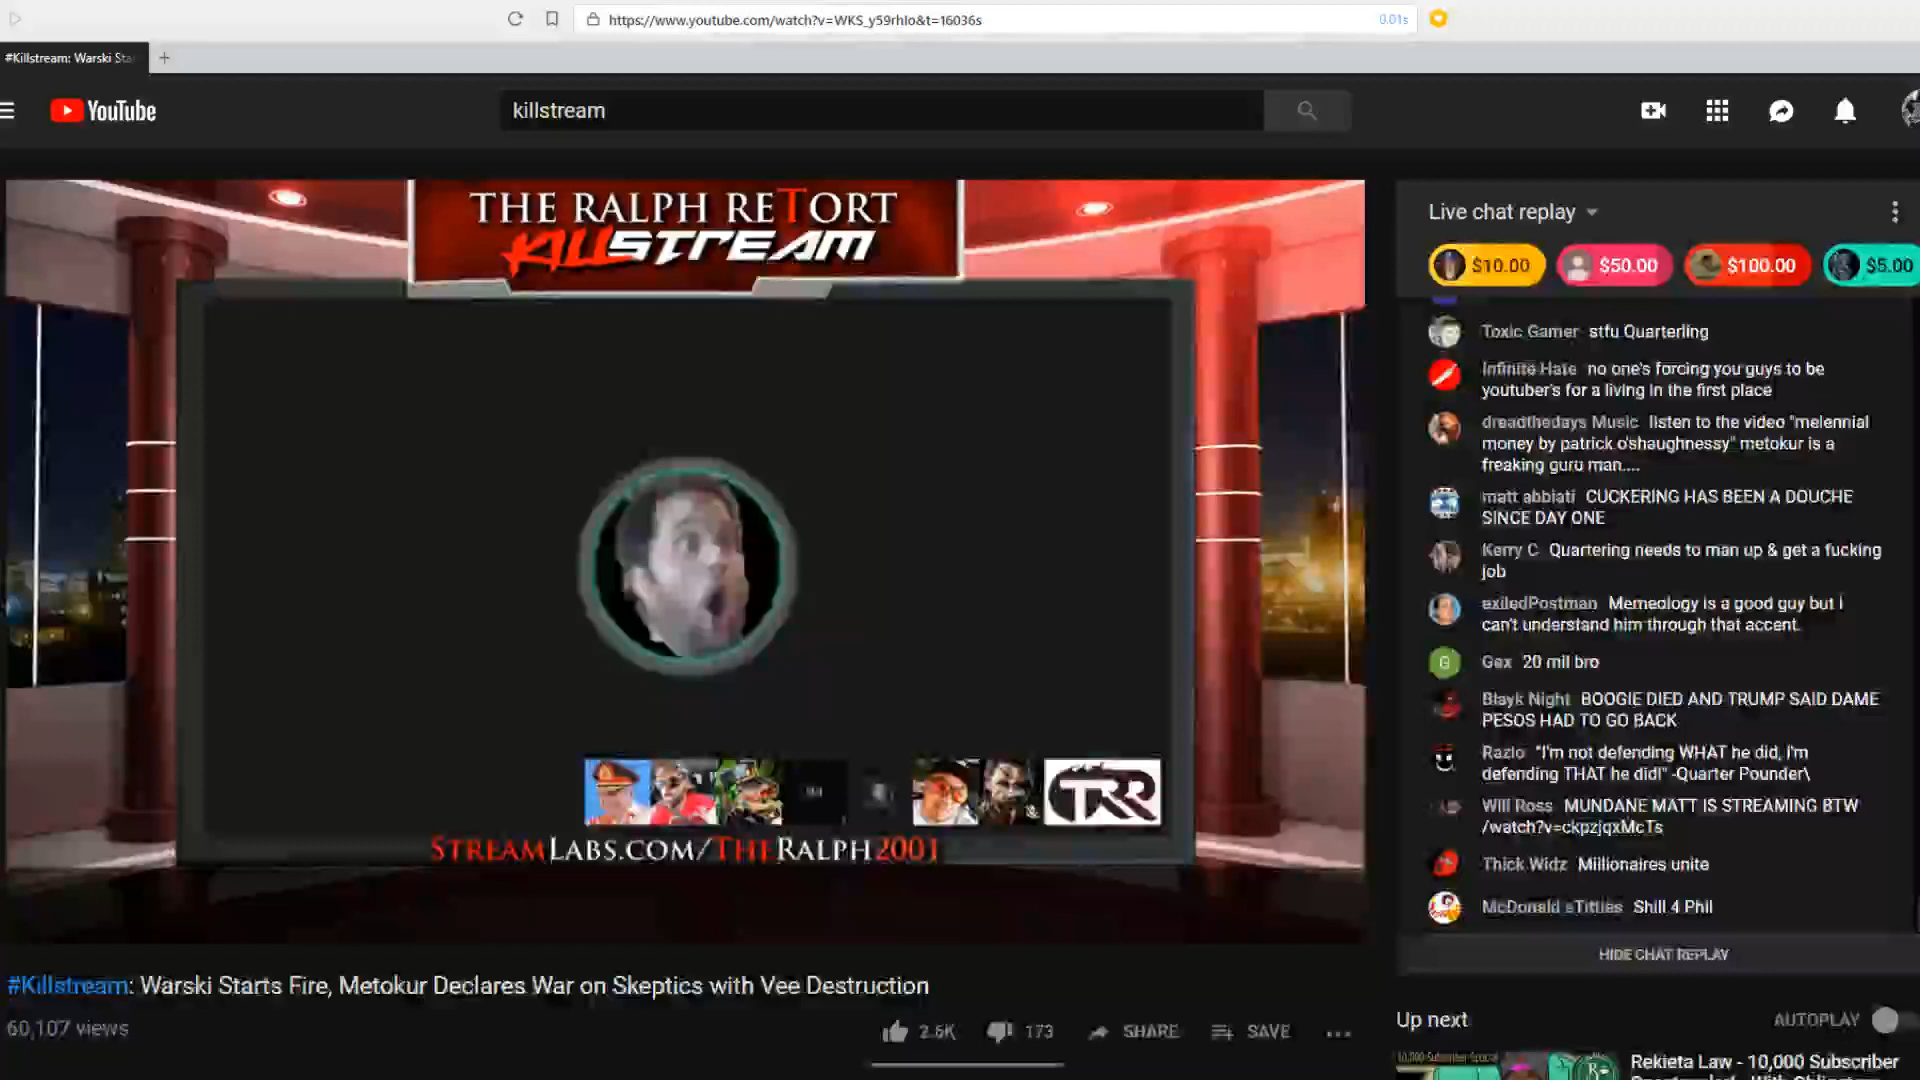 https://www.youtube.com/watch?v=WKS_y59rhIo&t=16036s
0.01s
#Killstream: Warski Sta
YouTube
killstream
THE RALPH RETORT
KILLSTREAM
TRR
STREAMLABS.COM/THERALPH2001
Live chat replay
$10.00 $50.00 $100.00 $5.00
Toxic Gamer stfu Quarterling
Infinite Hate no one's forcing you guys to be
youtuber's for a living in the first place
dreadthedays Music listen to the video "melennial
money by patrick o'shaughnessy" metokur is a
freaking guru man....
matt abbiati CUCKERING HAS BEEN A DOUCHE
SINCE DAY ONE
Kerry C Quartering needs to man up & get a fucking
job
exiledPostman Memeology is a good guy but i
can't understand him through that accent.
G
Gex 20 mil bro
Blayk Night BOOGIE DIED AND TRUMP SAID DAME
PESOS HAD TO GO BACK
Razlo "I'm not defending WHAT he did, I'm
defending THAT he did!" -Quarter Pounder\
Will Ross MUNDANE MATT IS STREAMING BTW
/watch?v=ckpzjqxMcTs
Thick Widz Millionaires unite
McDonald sTitties Shill 4 Phil
HIDE CHAT REPLAY
#Killstream: Warski Starts Fire, Metokur Declares War on Skeptics with Vee Destruction
60,107 views
2.6K
173
SHARE
SAVE
Up next
AUTOPLAY
Rekieta Law - 10,000 Subscriber